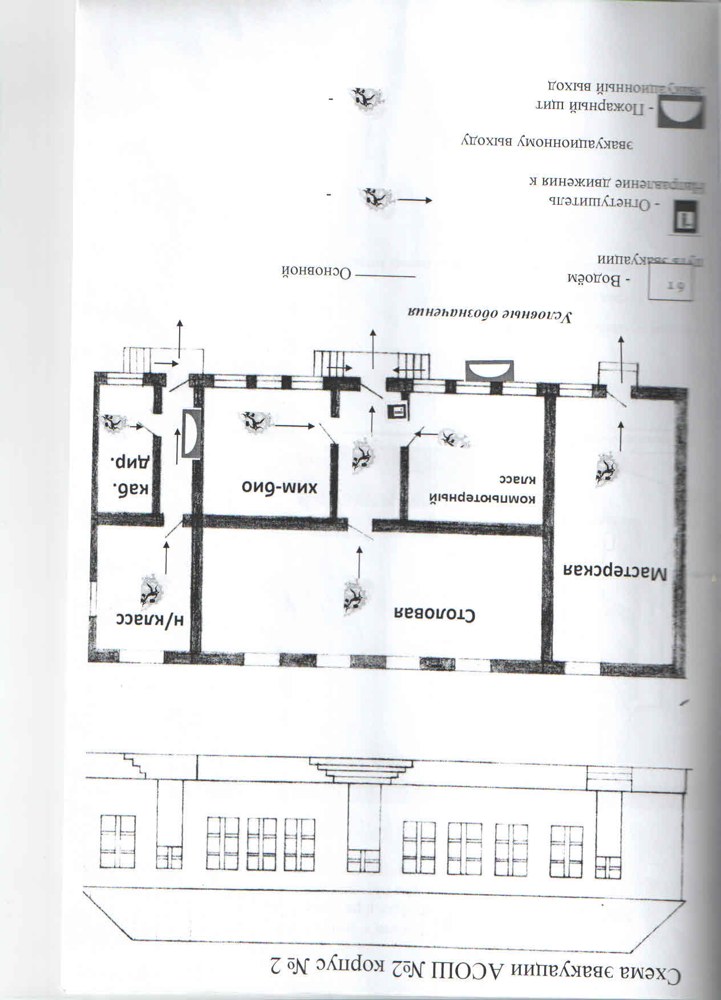 Схема эвакуации АСОШ №2 корпус № 2
Мастерская
Столовая
н/класс
компьютерный
класс
хим-био
каб.
дир.
Условные обозначения
19
- Водоём
Основной
путь эвакуации
- Огнетушитель
-
Направление движения к
эвакуационному выходу
- Пожарный щит
-
Эвакуационный выход